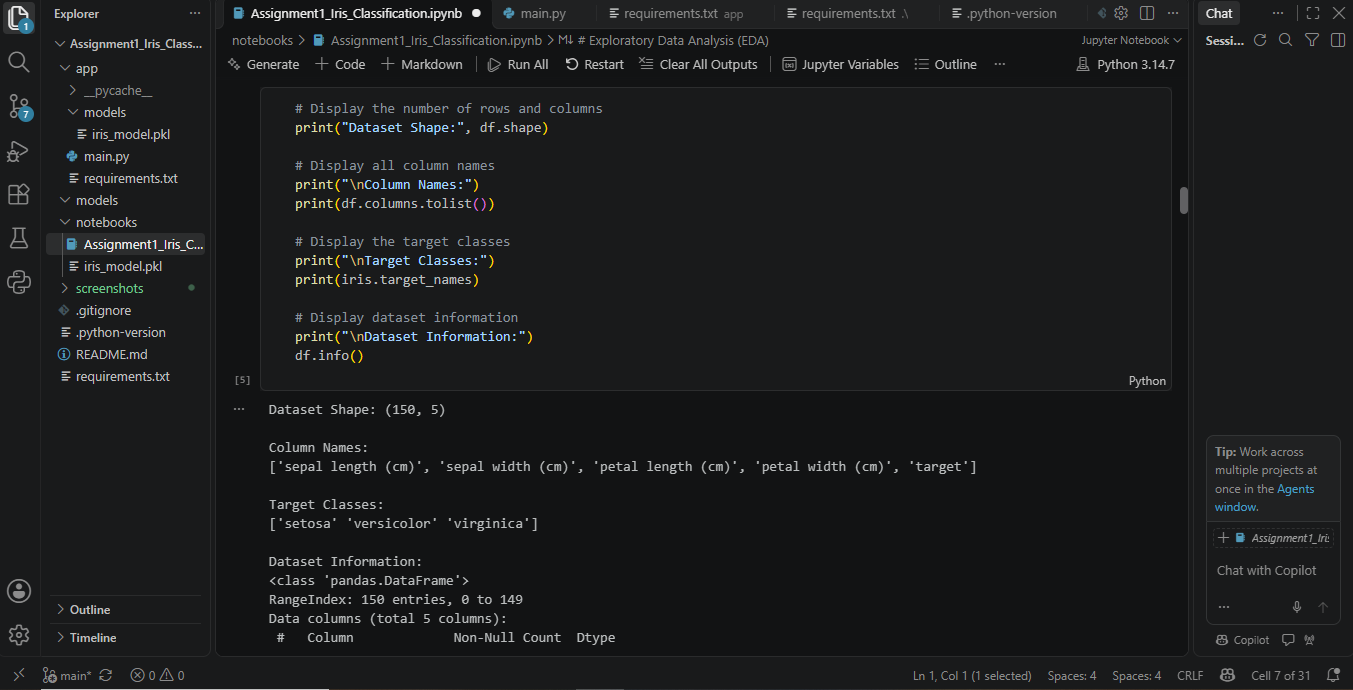 Explorer
···
Assignment1_Iris_Class...
app
__pycache__
models
iris_model.pkl
main.py
requirements.txt
models
notebooks
Assignment1_Iris_C...
iris_model.pkl
screenshots
.gitignore
.python-version
README.md
requirements.txt
Outline
Timeline
1
7
Assignment1_Iris_Classification.ipynb
main.py
requirements.txt app
requirements.txt .\
.python-version
···
notebooks > Assignment1_Iris_Classification.ipynb > M↓ # Exploratory Data Analysis (EDA)
Jupyter Notebook
Generate
+ Code
+ Markdown
Run All
Restart
Clear All Outputs
Jupyter Variables
Outline
···
Python 3.14.7
# Display the number of rows and columns
print("Dataset Shape:", df.shape)
# Display all column names
print("\nColumn Names:")
print(df.columns.tolist())
# Display the target classes
print("\nTarget Classes:")
print(iris.target_names)
# Display dataset information
print("\nDataset Information:")
df.info()
[5]
Python
···
Dataset Shape: (150, 5)
Column Names:
['sepal length (cm)', 'sepal width (cm)', 'petal length (cm)', 'petal width (cm)', 'target']
Target Classes:
['setosa' 'versicolor' 'virginica']
Dataset Information:
<class 'pandas.DataFrame'>
RangeIndex: 150 entries, 0 to 149
Data columns (total 5 columns):
#   Column             Non-Null Count  Dtype
Chat
···
Sessi...
Tip: Work across
multiple projects at
once in the Agents
window.
+ Assignment1_Iris
Chat with Copilot
···
Copilot
main*
0
0
Ln 1, Col 1 (1 selected)
Spaces: 4
Spaces: 4
CRLF
Cell 7 of 31